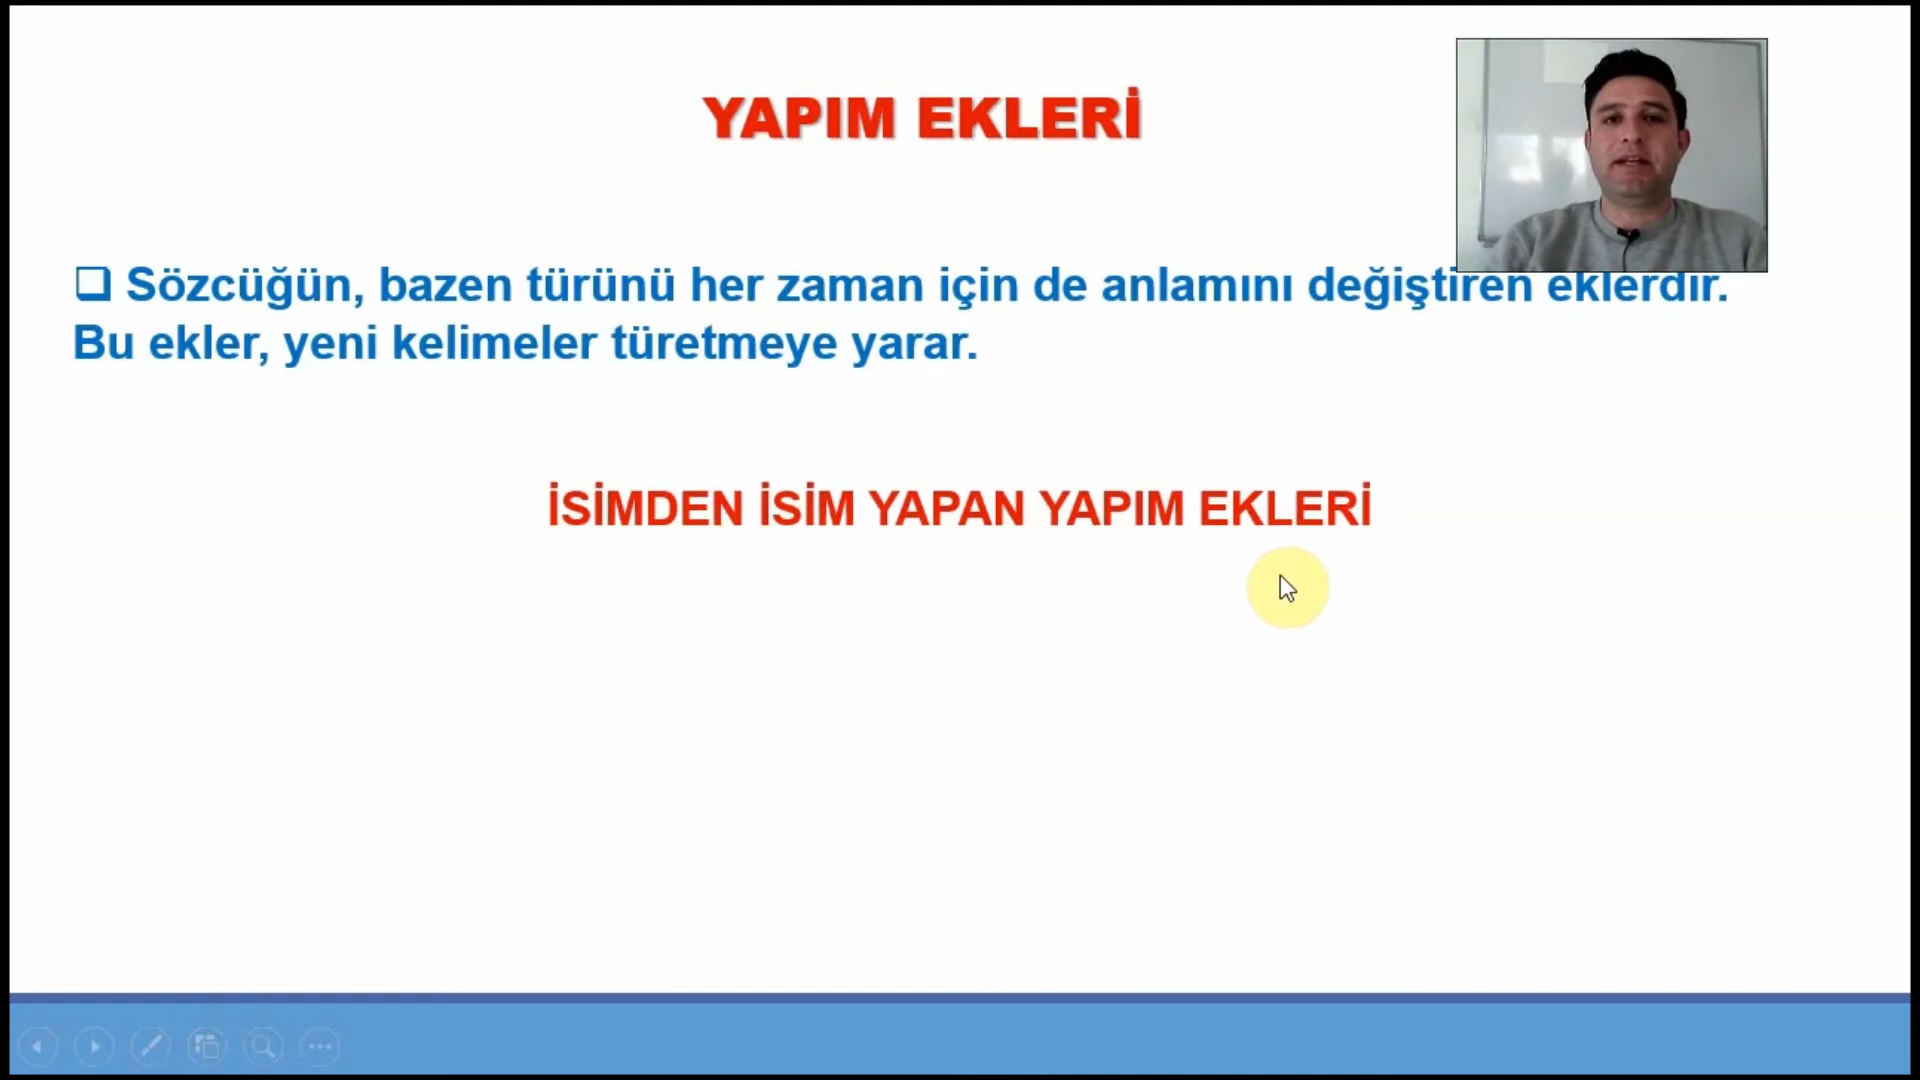 YAPIM EKLERİ
❑ Sözcüğün, bazen türünü her zaman için de anlamını değiştiren eklerdir.
Bu ekler, yeni kelimeler türetmeye yarar.
İSİMDEN İSİM YAPAN YAPIM EKLERİ